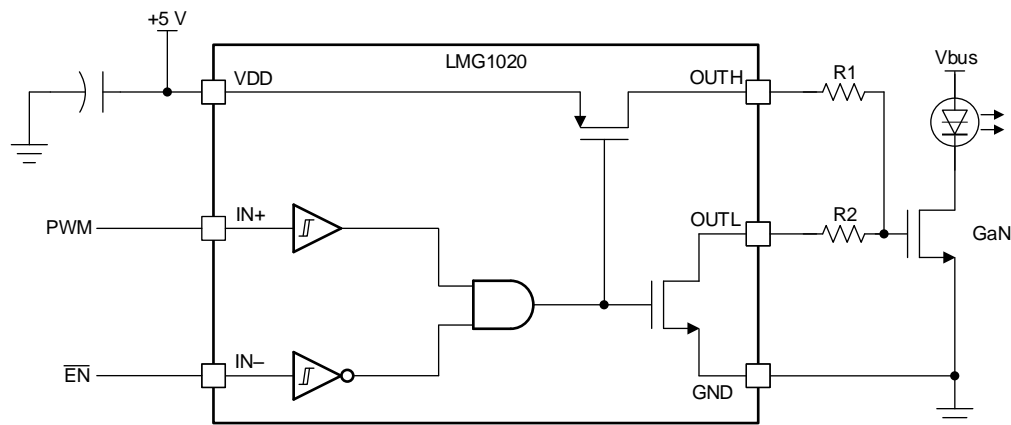 +5 V
LMG1020
VDD
OUTH
R1
Vbus
PWM
IN+
OUTL
R2
GaN
EN
IN–
GND